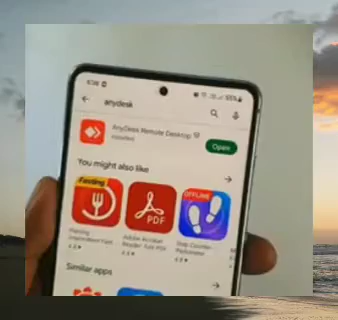 anydesk
AnyDesk Remote Desktop
Installed
Open
You might also like
Fasting
PDF
OFFLINE
Adobe Acrobat
Step Counter
Pedometer
Similar apps